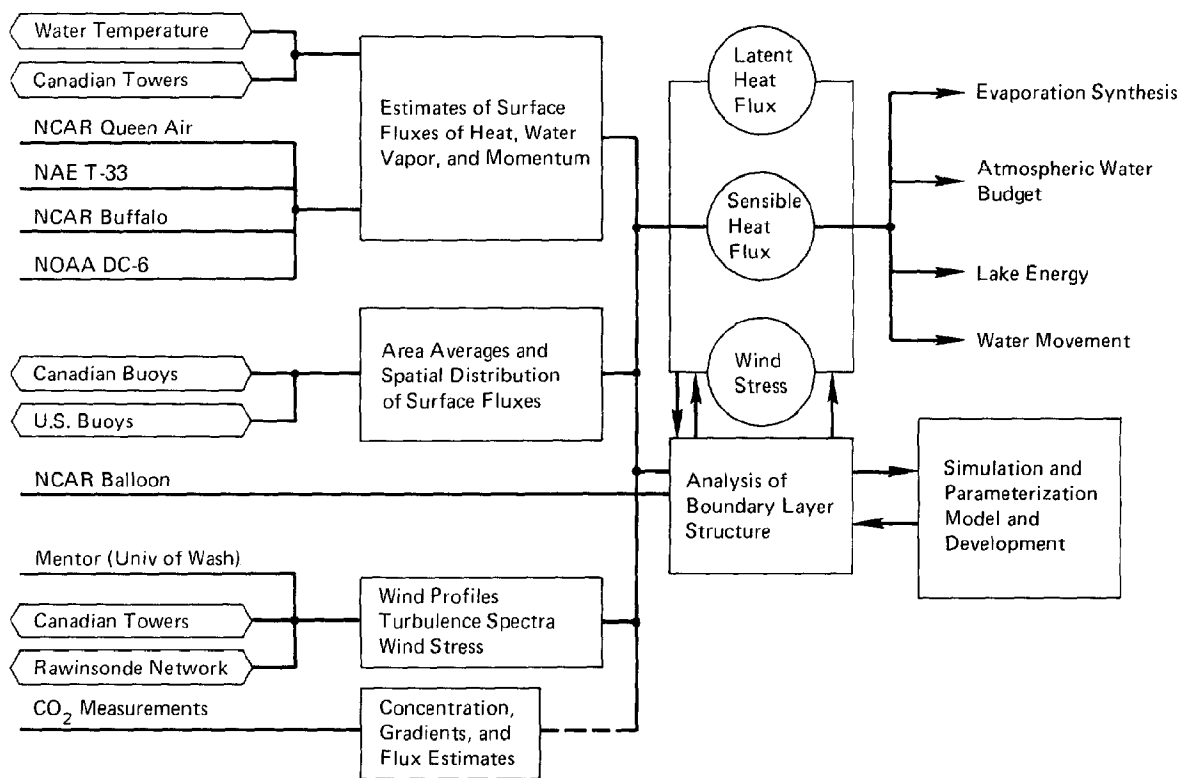 Water Temperature
Canadian Towers
NCAR Queen Air
NAE T-33
NCAR Buffalo
NOAA DC-6
Estimates of Surface
Fluxes of Heat, Water
Vapor, and Momentum
Latent
Heat
Flux
Sensible
Heat
Flux
Wind
Stress
Evaporation Synthesis
Atmospheric Water
Budget
Lake Energy
Water Movement
Canadian Buoys
U.S. Buoys
Area Averages and
Spatial Distribution
of Surface Fluxes
NCAR Balloon
Analysis of
Boundary Layer
Structure
Simulation and
Parameterization
Model and
Development
Mentor (Univ of Wash)
Canadian Towers
Rawinsonde Network
Wind Profiles
Turbulence Spectra
Wind Stress
CO2 Measurements
Concentration,
Gradients, and
Flux Estimates